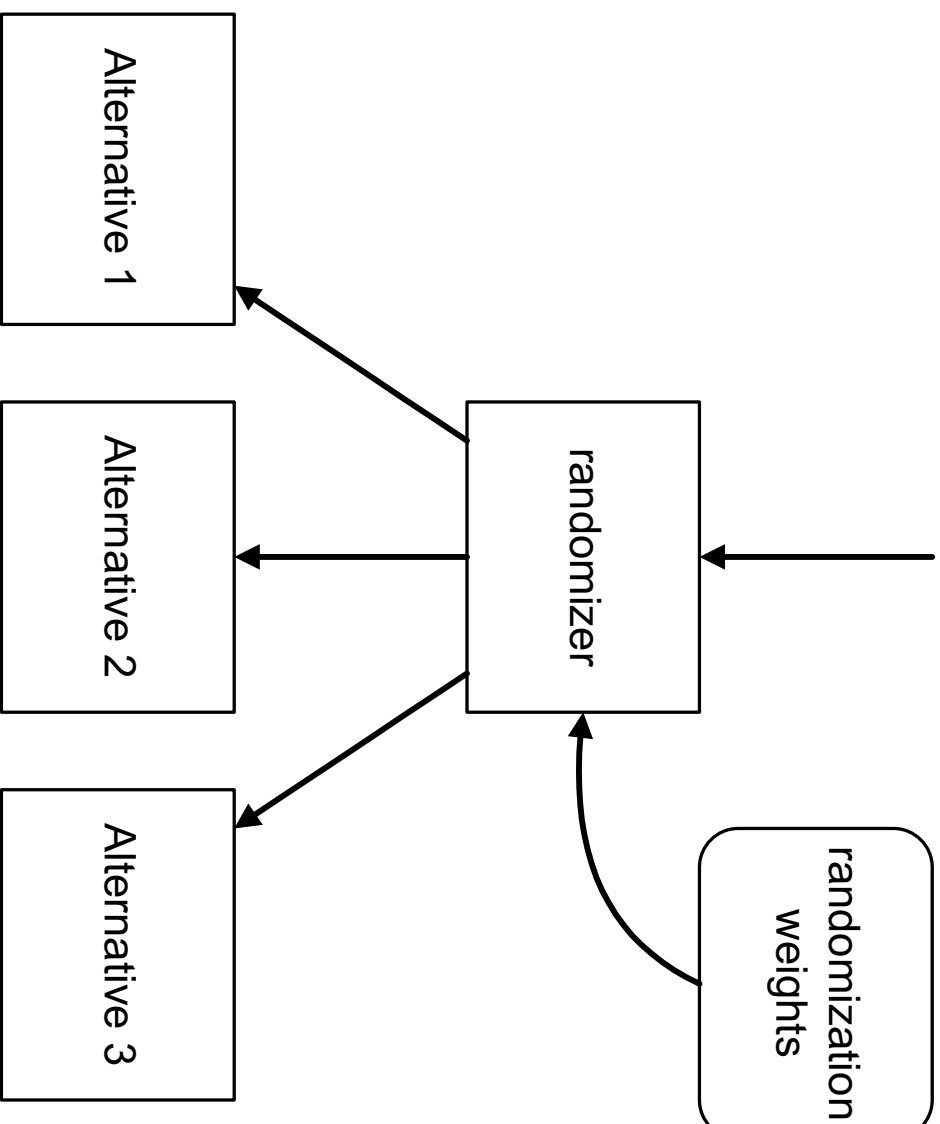 randomization
weights
randomizer
Alternative 1
Alternative 2
Alternative 3